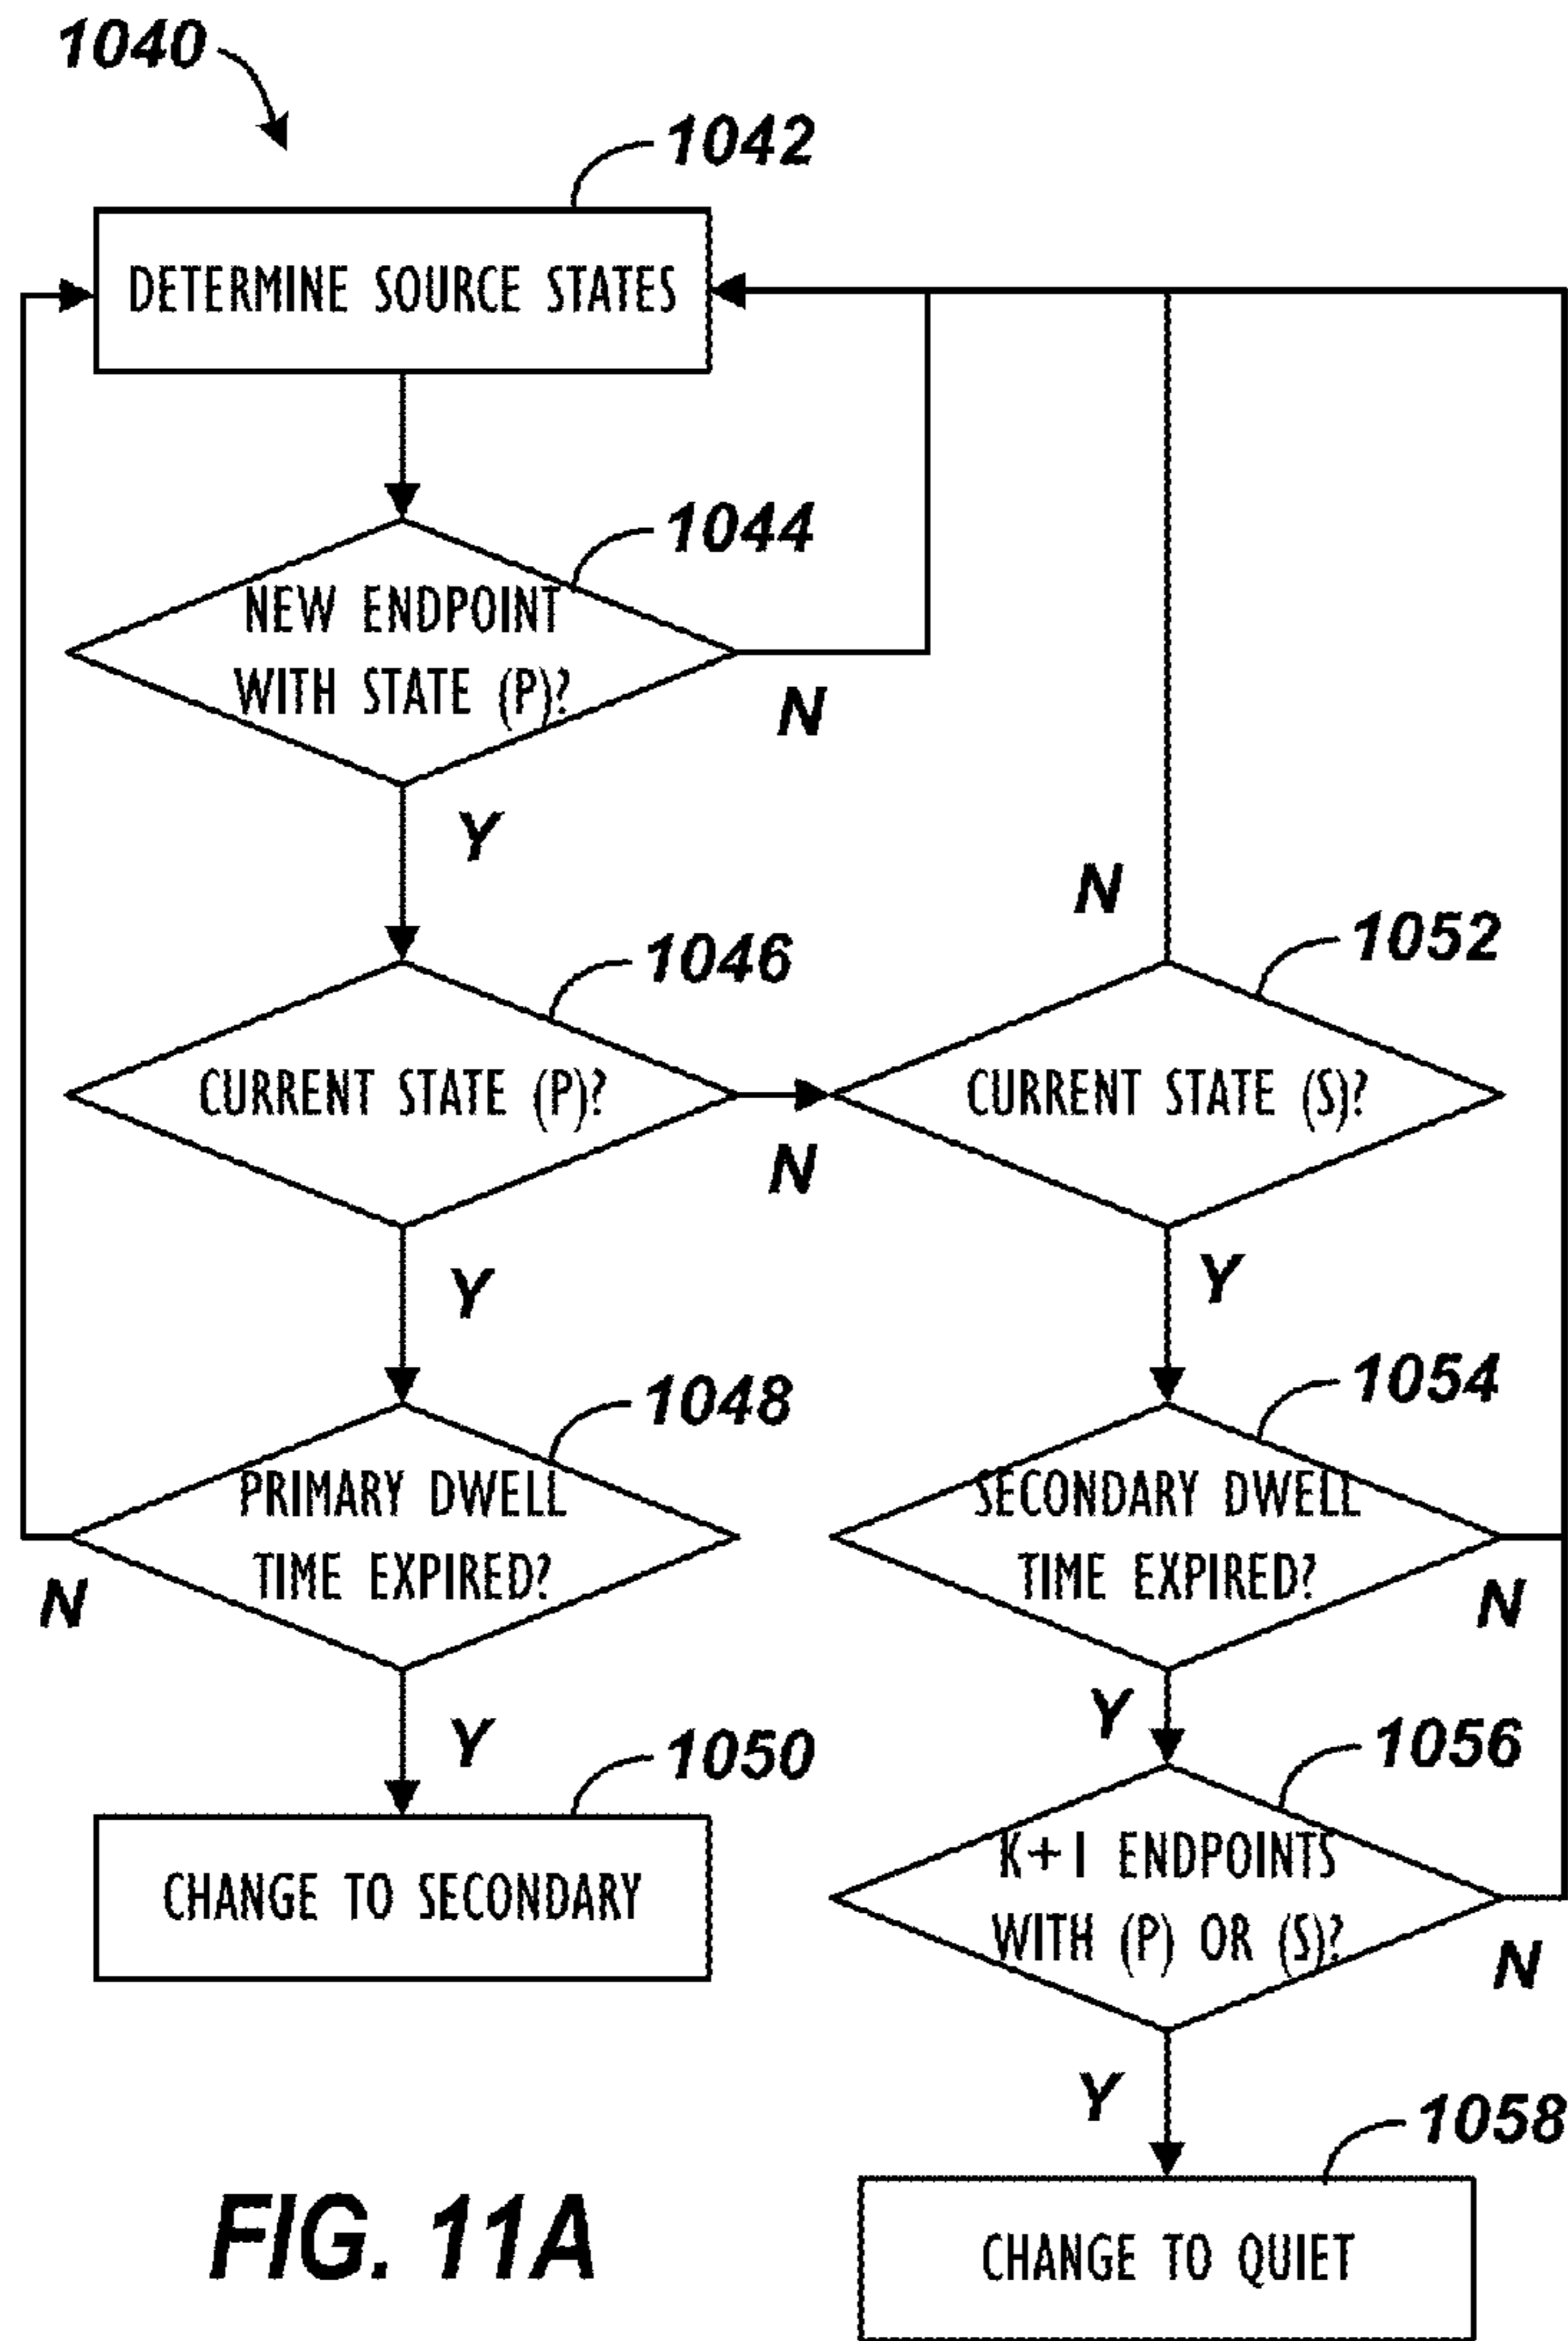 1040
1042
DETERMINE SOURCE STATES
1044
NEW ENDPOINT
WITH STATE (P)?
N
Y
N
1046
1052
CURRENT STATE (P)?
CURRENT STATE (S)?
N
Y
Y
1048
1054
PRIMARY DWELL
TIME EXPIRED?
SECONDARY DWELL
TIME EXPIRED?
N
N
Y
Y
1050
1056
CHANGE TO SECONDARY
K+1 ENDPOINTS
WITH (P) OR (S)?
N
Y
1058
CHANGE TO QUIET
FIG. 11A